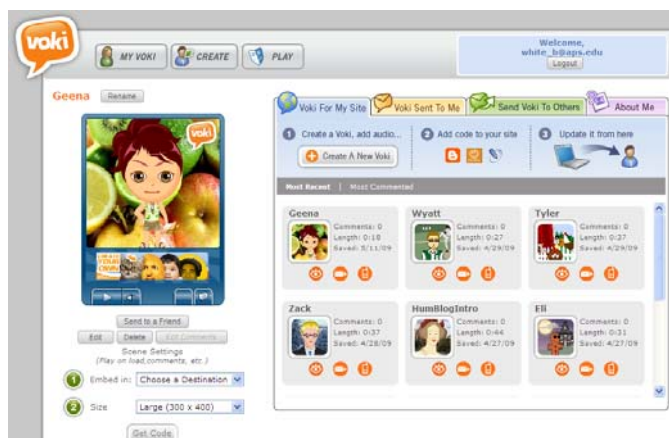 voki
MY VOKI
CREATE
PLAY
Welcome,
white_b@aps.edu
Logout
Geena
Rename
voki
CREATE
YOUR
OWN
Send to a Friend
Edit
Delete
Edit Comments
Scene Settings
(Play on load,comments, etc.)
1 Embed in: Choose a Destination
2 Size Large (300 x 400)
Get Code
Voki For My Site
Voki Sent To Me
Send Voki To Others
About Me
1 Create a Voki, add audio...
Create A New Voki
2 Add code to your site
3 Update it from here
Most Recent | Most Commented
Geena
Comments: 0
Length: 0:18
Saved: 5/11/09
Wyatt
Comments: 0
Length: 0:27
Saved: 4/29/09
Tyler
Comments: 0
Length: 0:37
Saved: 4/29/09
Zack
Comments: 0
Length: 0:37
Saved: 4/28/09
HumBlogIntro
Comments: 0
Length: 0:44
Saved: 4/27/09
Eli
Comments: 0
Length: 0:31
Saved: 4/27/09